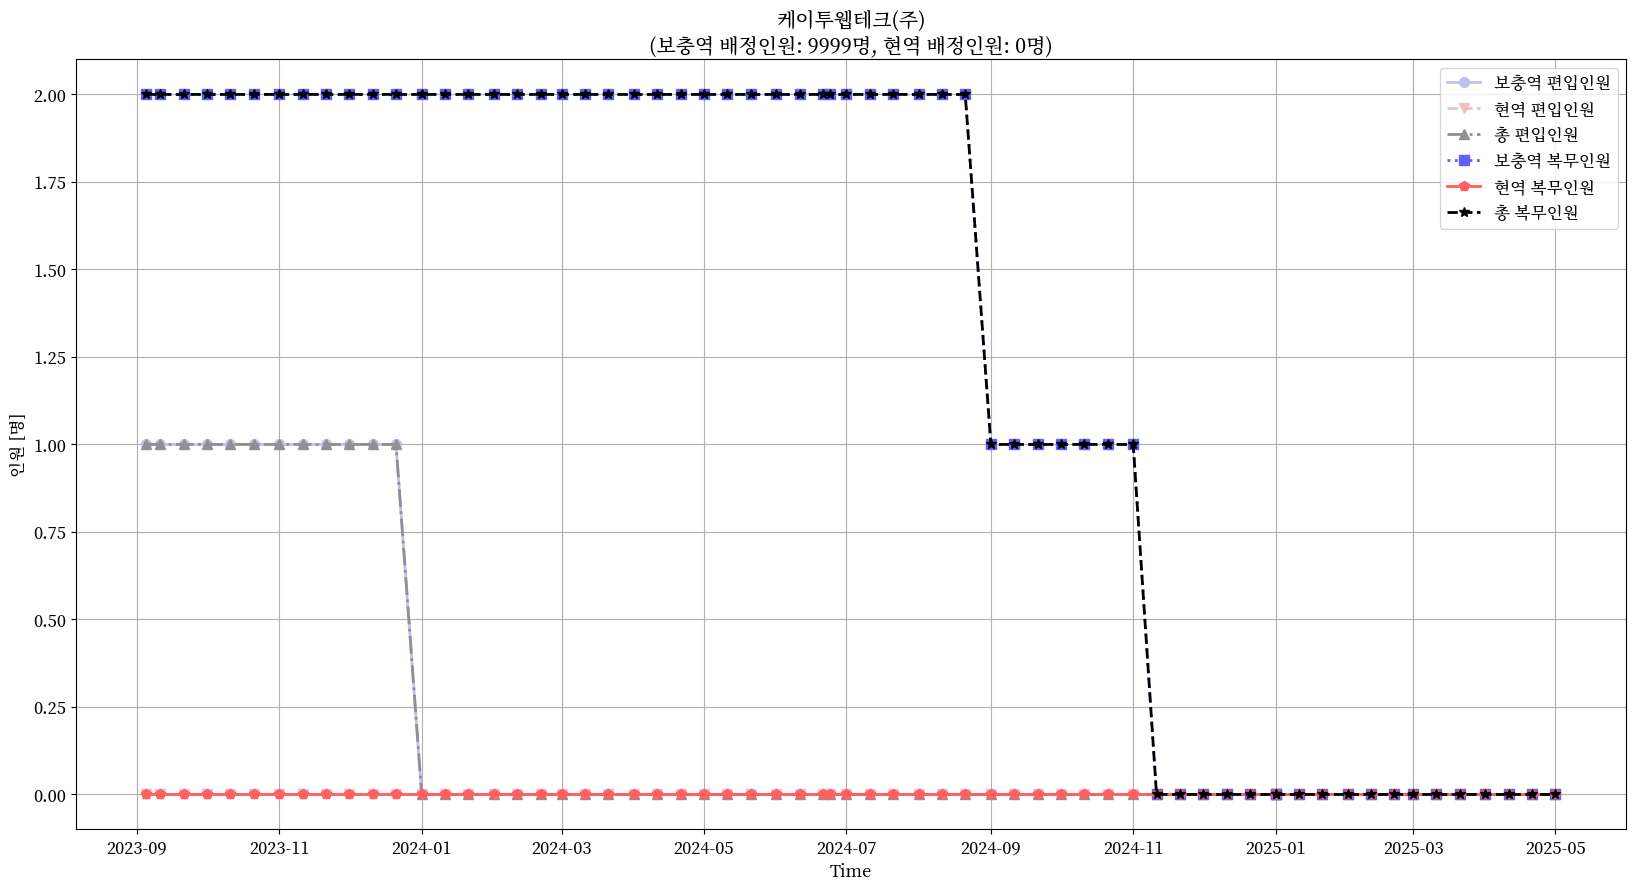 케이투웹테크(주)
(보충역 배정인원: 9999명, 현역 배정인원: 0명)
보충역 편입인원
현역 편입인원
총 편입인원
보충역 복무인원
현역 복무인원
총 복무인원
인원 [명]
2.00
1.75
1.50
1.25
1.00
0.75
0.50
0.25
0.00
2023-09 2023-11 2024-01 2024-03 2024-05 2024-07 2024-09 2024-11 2025-01 2025-03 2025-05
Time